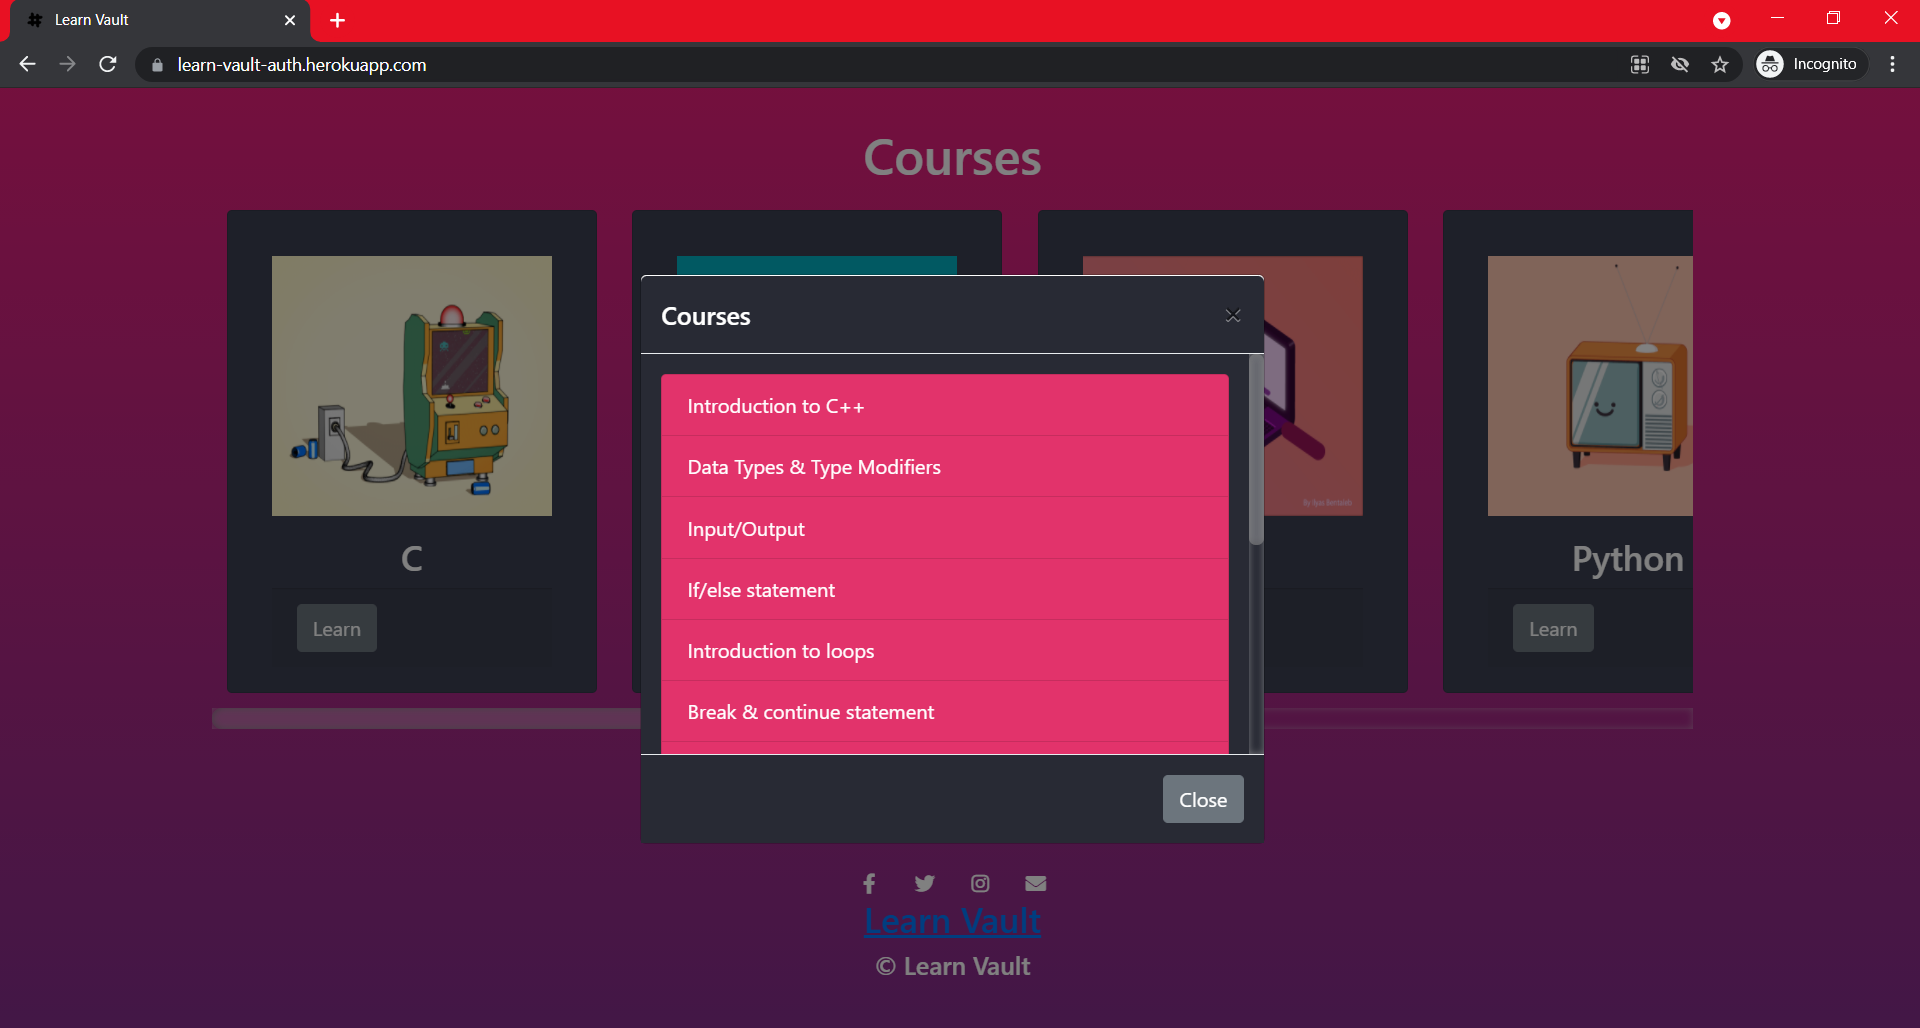 Learn Vault
learn-vault-auth.herokuapp.com
Incognito
Courses
Courses
Introduction to C++
Data Types & Type Modifiers
Input/Output
If/else statement
Introduction to loops
Break & continue statement
Close
C
Learn
Python
Learn
Learn Vault
© Learn Vault